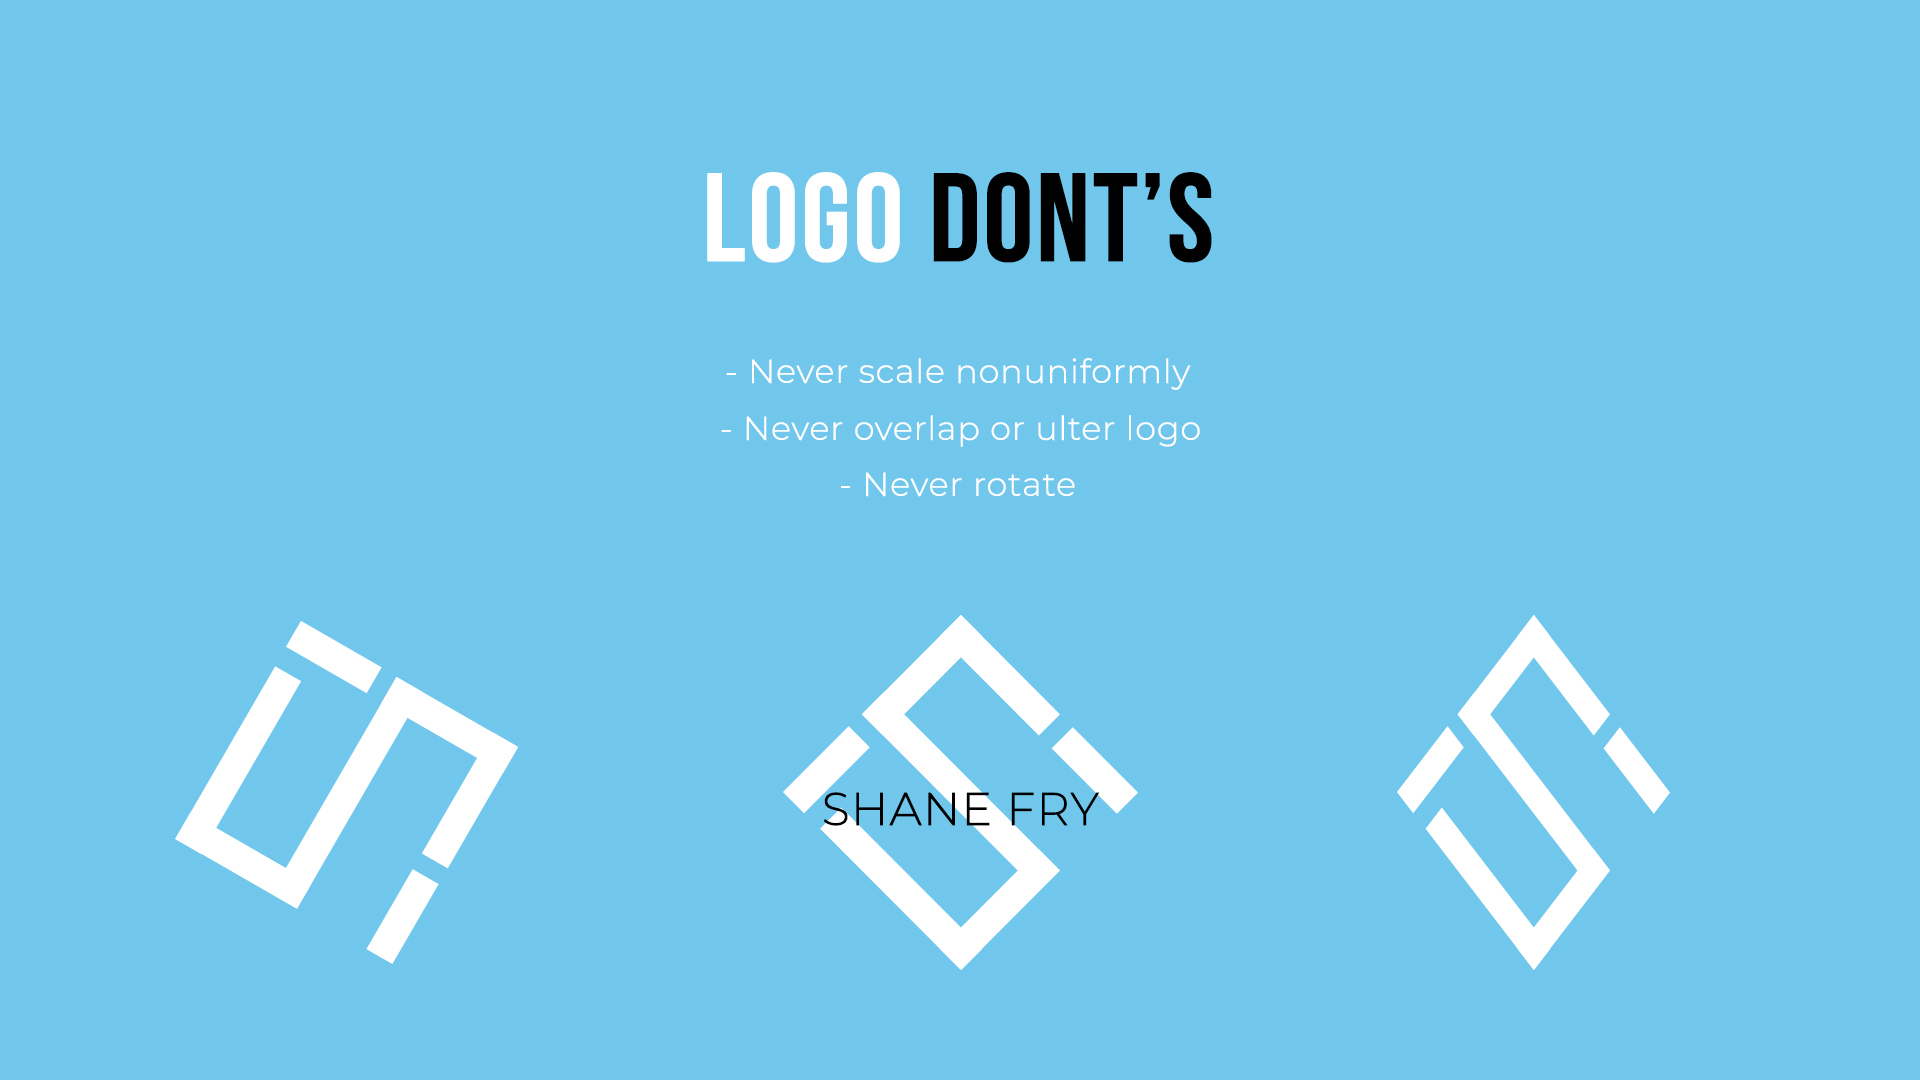 LOGO DONT’S
- Never scale nonuniformly
- Never overlap or ulter logo
- Never rotate
SHANE FRY